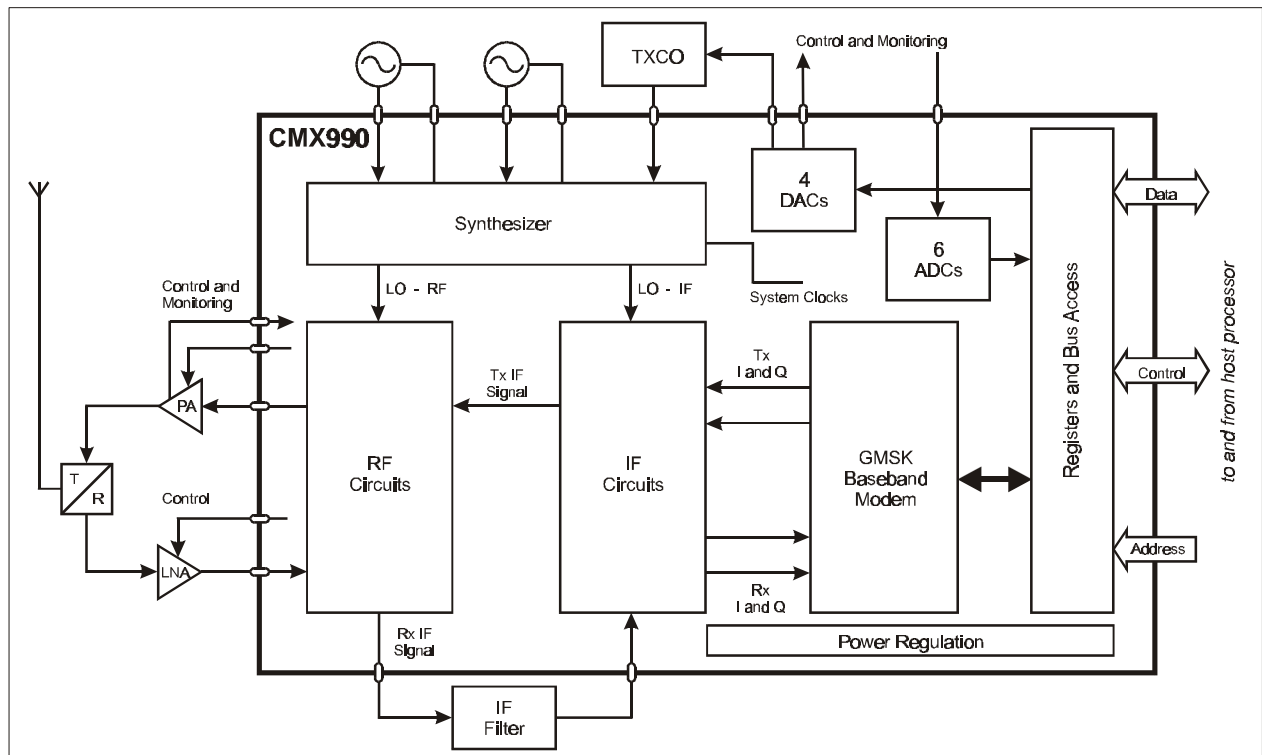 TXCO
Control and Monitoring
CMX990
4
DACs
Data
Synthesizer
6
ADCs
Control and
Monitoring
LO - RF
LO - IF
System Clocks
Registers and Bus Access
to and from host processor
Tx
I and Q
Tx IF
Signal
Control
PA
RF
Circuits
IF
Circuits
GMSK
Baseband
Modem
T
R
Control
Address
LNA
Rx
I and Q
Rx IF
Signal
Power Regulation
IF
Filter